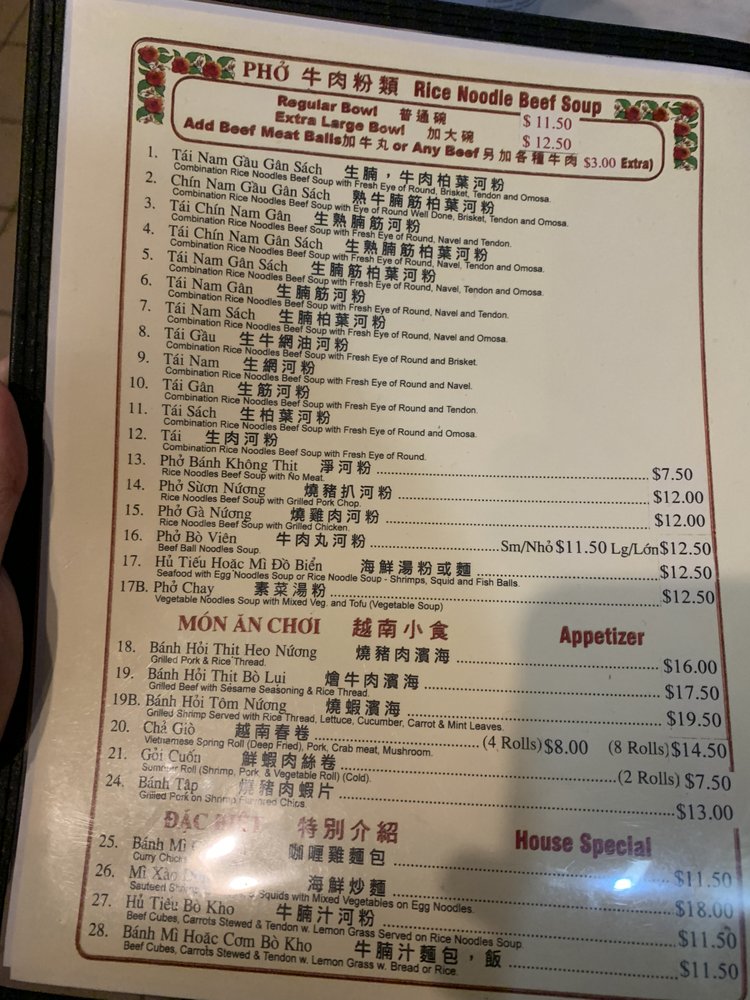 PHỞ 牛肉粉類 Rice Noodle Beef Soup
Regular Bowl 普通碗 $ 11.50
Extra Large Bowl 加大碗 $ 12.50
Add Beef Meat Balls加牛丸 or Any Beef 另加各種牛肉 $3.00 Extra)
1. Tái Nam Gầu Gân Sách 生腩，牛肉柏葉河粉
Combination Rice Noodles Beef Soup with Fresh Eye of Round, Brisket, Tendon and Omosa.
2. Chín Nam Gầu Gân Sách 熟牛腩筋柏葉河粉
Combination Rice Noodles Beef Soup with Eye of Round Well Done, Brisket, Tendon and Omosa.
3. Tái Chín Nam Gân 生熟腩筋河粉
Combination Rice Noodles Beef Soup with Fresh Eye of Round, Navel and Tendon.
4. Tái Chín Nam Gân Sách 生熟腩筋柏葉河粉
Combination Rice Noodles Beef Soup with Fresh Eye of Round, Navel, Tendon and Omosa.
5. Tái Nam Gân Sách 生腩筋柏葉河粉
Combination Rice Noodles Beef Soup with Fresh Eye of Round, Navel, Tendon and Omosa.
6. Tái Nam Gân 生腩筋河粉
Combination Rice Noodles Beef Soup with Fresh Eye of Round, Navel and Tendon.
7. Tái Nam Sách 生腩柏葉河粉
Combination Rice Noodles Beef Soup with Fresh Eye of Round, Navel and Omosa.
8. Tái Gầu 生牛網油河粉
Combination Rice Noodles Beef Soup with Fresh Eye of Round and Brisket.
9. Tái Nam 生網河粉
Combination Rice Noodles Beef Soup with Fresh Eye of Round and Navel.
10. Tái Gân 生筋河粉
Combination Rice Noodles Beef Soup with Fresh Eye of Round and Tendon.
11. Tái Sách 生柏葉河粉
Combination Rice Noodles Beef Soup with Fresh Eye of Round and Omosa.
12. Tái 生肉河粉
Combination Rice Noodles Beef Soup with Fresh Eye of Round.
13. Phở Bánh Không Thịt 淨河粉 $7.50
Rice Noodles Beef Soup with No Meat.
14. Phở Sườn Nướng 燒豬扒河粉 $12.00
Rice Noodles Beef Soup with Grilled Pork Chop.
15. Phở Gà Nướng 燒雞肉河粉 $12.00
Rice Noodles Beef Soup with Grilled Chicken.
16. Phở Bò Viên 牛肉丸河粉 Sm/Nhỏ $11.50 Lg/Lớn $12.50
Beef Ball Noodles Soup.
17. Hủ Tiếu Hoặc Mì Đồ Biển 海鮮湯粉或麵 $12.50
Seafood with Egg Noodles Soup or Rice Noodle Soup - Shrimps, Squid and Fish Balls.
17B. Phở Chay 素菜湯粉 $12.50
Vegetable Noodles Soup with Mixed Veg. and Tofu (Vegetable Soup)
MÓN ĂN CHƠI 越南小食 Appetizer
18. Bánh Hỏi Thịt Heo Nướng 燒豬肉濱海 $16.00
Grilled Pork & Rice Thread.
19. Bánh Hỏi Thịt Bò Lụi 燴牛肉濱海 $17.50
Grilled Beef with Sesame Seasoning & Rice Thread.
19B. Bánh Hỏi Tôm Nướng 燒蝦濱海 $19.50
Grilled Shrimp Served with Rice Thread, Lettuce, Cucumber, Carrot & Mint Leaves.
20. Chả Giò 越南春卷 (4 Rolls) $8.00 (8 Rolls) $14.50
Vietnamese Spring Roll (Deep Fried), Pork, Crab meat, Mushroom.
21. Gỏi Cuốn 鮮蝦肉絲卷 (2 Rolls) $7.50
Summer Roll (Shrimp, Pork, & Vegetable Roll) (Cold).
24. Bánh Tập 燒豬肉蝦片 $13.00
Grilled Pork on Shrimp Flavored Chips.
ĐẶC BIỆT 特別介紹 House Special
25. Bánh Mì 咖喱雞麵包 $11.50
Curry
26. Mì Xào 海鮮炒麵 $18.00
Sauteed Squids with Mixed Vegetables on Egg Noodles.
27. Hủ Tiếu Bò Kho 牛腩汁河粉 $11.50
Beef Cubes, Carrots Stewed & Tendon w. Lemon Grass Served on Rice Noodles Soup.
28. Bánh Mì Hoặc Cơm Bò Kho 牛腩汁麵包，飯 $11.50
Beef Cubes, Carrots Stewed & Tendon w. Lemon Grass w. Bread or Rice.